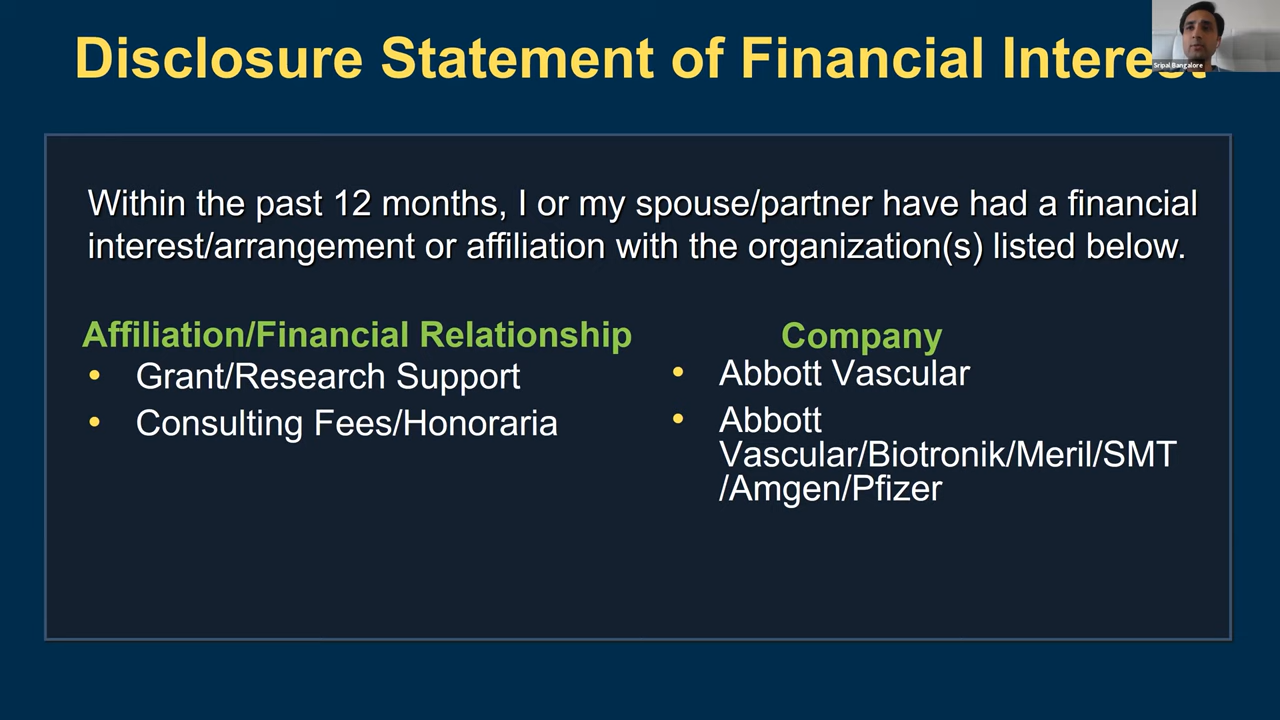 Disclosure Statement of Financial Interest
Sripal Bangalore
Within the past 12 months, I or my spouse/partner have had a financial
interest/arrangement or affiliation with the organization(s) listed below.
Affiliation/Financial Relationship
• Grant/Research Support
• Consulting Fees/Honoraria
Company
• Abbott Vascular
• Abbott
Vascular/Biotronik/Meril/SMT
/Amgen/Pfizer